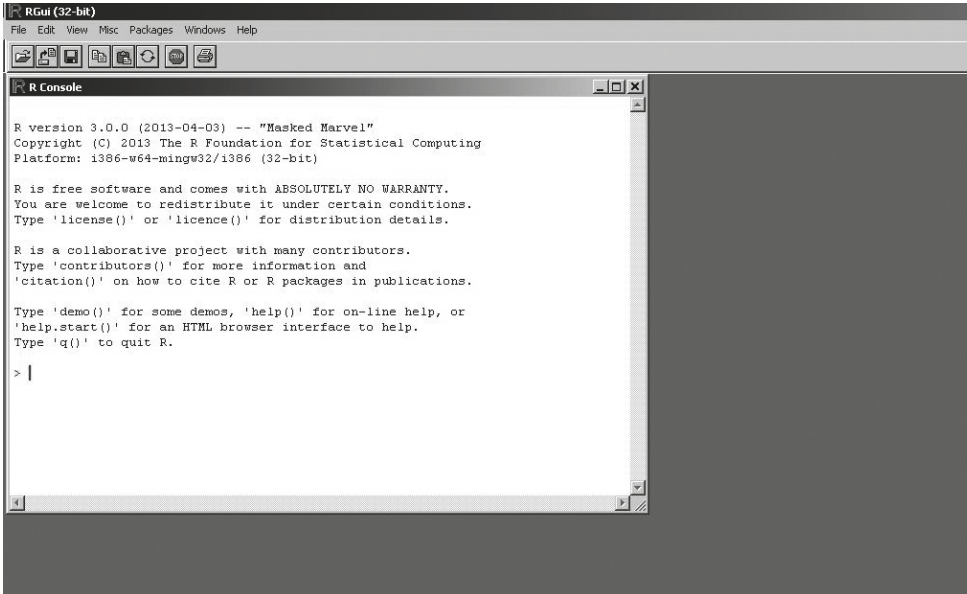 RGui (32-bit)
File Edit View Misc Packages Windows Help
R Console
R version 3.0.0 (2013-04-03) -- "Masked Marvel"
Copyright (C) 2013 The R Foundation for Statistical Computing
Platform: i386-w64-mingw32/i386 (32-bit)
R is free software and comes with ABSOLUTELY NO WARRANTY.
You are welcome to redistribute it under certain conditions.
Type 'license()' or 'licence()' for distribution details.
R is a collaborative project with many contributors.
Type 'contributors()' for more information and
'citation()' on how to cite R or R packages in publications.
Type 'demo()' for some demos, 'help()' for on-line help, or
'help.start()' for an HTML browser interface to help.
Type 'q()' to quit R.
>